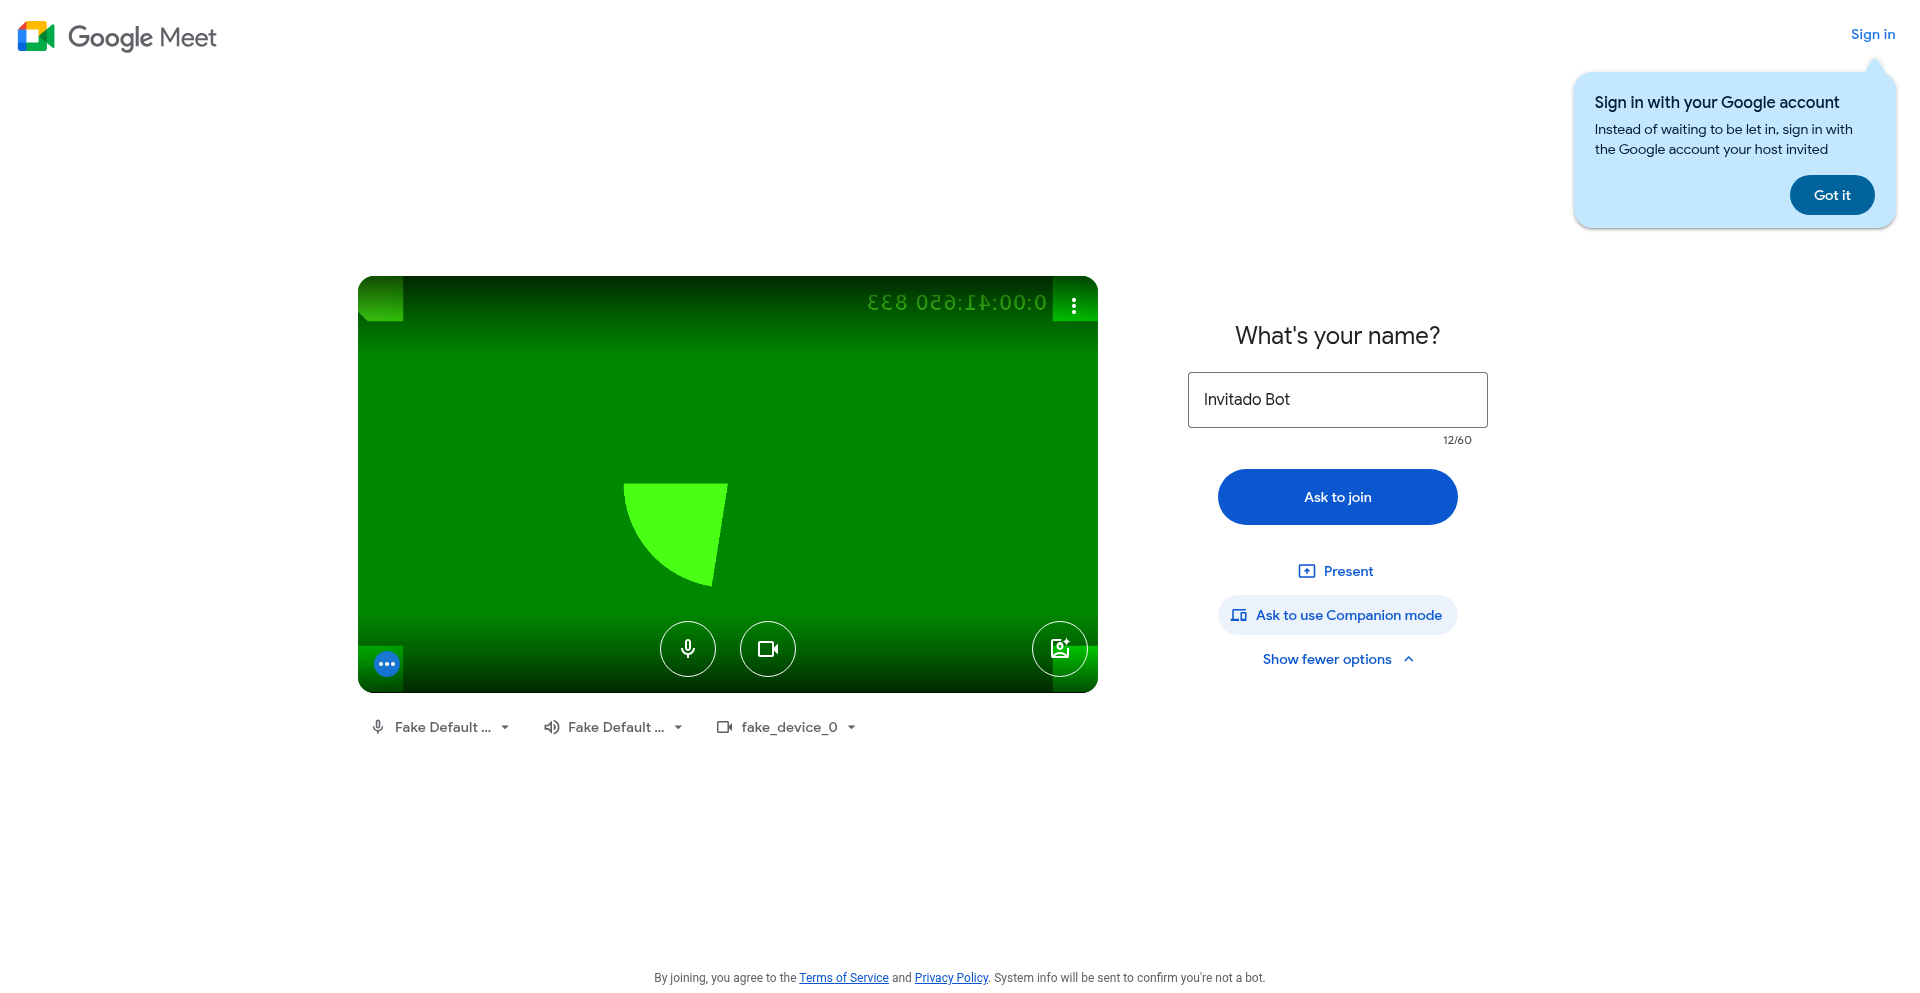 Google Meet
Sign in
Sign in with your Google account
Instead of waiting to be let in, sign in with
the Google account your host invited
Got it
0:00:41:650 833
What's your name?
Invitado Bot
12/60
Ask to join
Present
Ask to use Companion mode
Show fewer options
Fake Default ...
Fake Default ...
fake_device_0
By joining, you agree to the Terms of Service and Privacy Policy. System info will be sent to confirm you're not a bot.